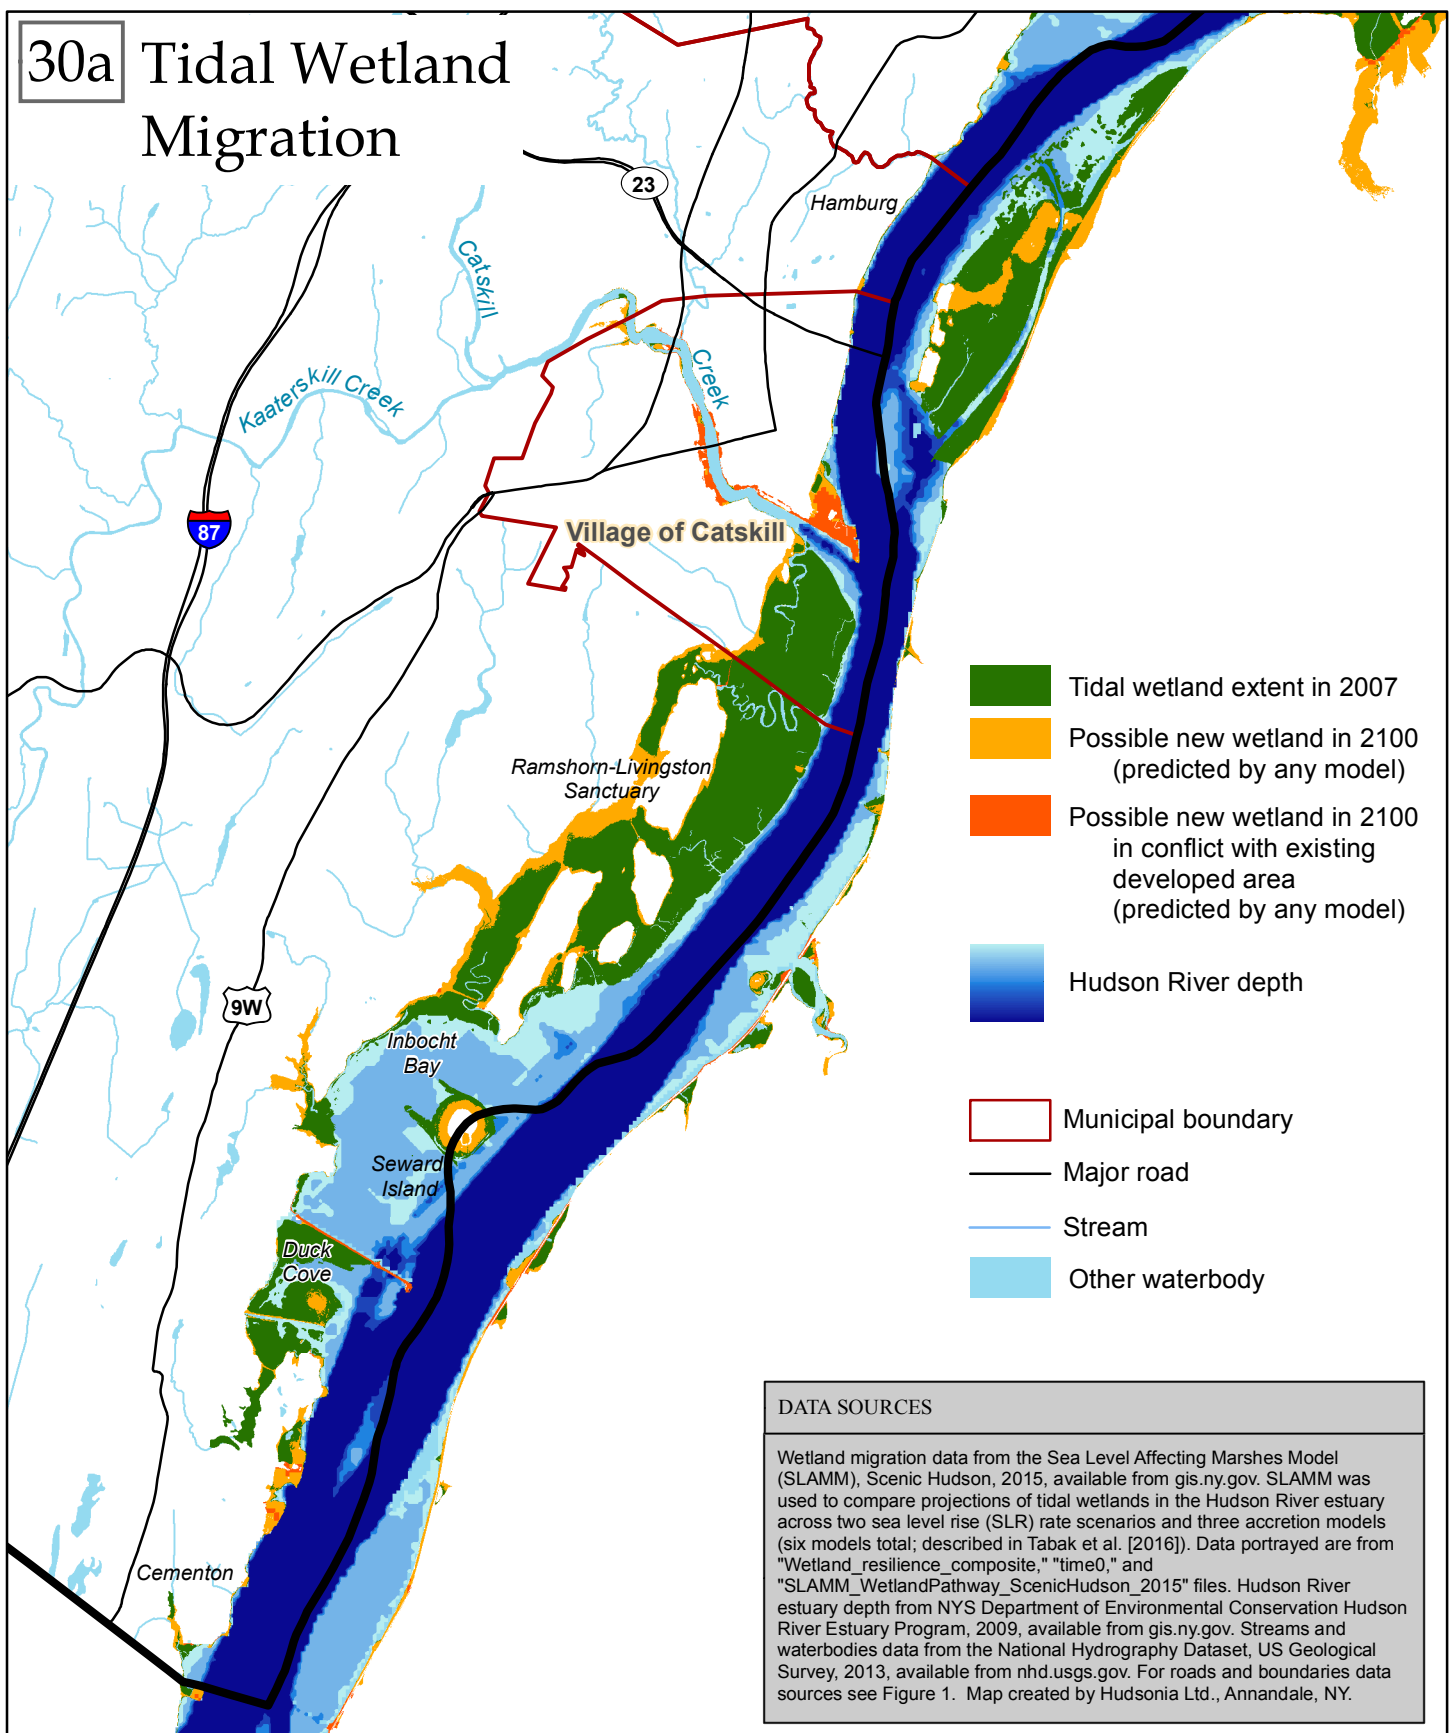 30a Tidal Wetland
Migration
23
Hamburg
Catskill
Creek
Kaaterskill Creek
87
Village of Catskill
Tidal wetland extent in 2007
Possible new wetland in 2100
(predicted by any model)
Possible new wetland in 2100
in conflict with existing
developed area
(predicted by any model)
Hudson River depth
Ramshorn-Livingston
Sanctuary
9W
Inbocht
Bay
Municipal boundary
Major road
Stream
Other waterbody
Seward
Island
Duck
Cove
Cementon
DATA SOURCES
Wetland migration data from the Sea Level Affecting Marshes Model
(SLAMM), Scenic Hudson, 2015, available from gis.ny.gov. SLAMM was
used to compare projections of tidal wetlands in the Hudson River estuary
across two sea level rise (SLR) rate scenarios and three accretion models
(six models total; described in Tabak et al. [2016]). Data portrayed are from
"Wetland_resilience_composite," "time0," and
"SLAMM_WetlandPathway_ScenicHudson_2015" files. Hudson River
estuary depth from NYS Department of Environmental Conservation Hudson
River Estuary Program, 2009, available from gis.ny.gov. Streams and
waterbodies data from the National Hydrography Dataset, US Geological
Survey, 2013, available from nhd.usgs.gov. For roads and boundaries data
sources see Figure 1. Map created by Hudsonia Ltd., Annandale, NY.